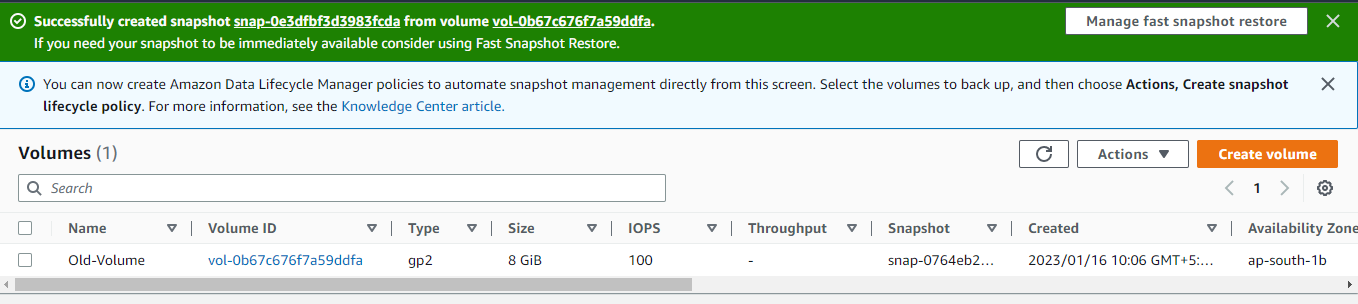 Successfully created snapshot snap-0e3dfbf3d3983fcda from volume vol-0b67c676f7a59ddfa.
Manage fast snapshot restore
If you need your snapshot to be immediately available consider using Fast Snapshot Restore.
You can now create Amazon Data Lifecycle Manager policies to automate snapshot management directly from this screen. Select the volumes to back up, and then choose Actions, Create snapshot
lifecycle policy. For more information, see the Knowledge Center article.
Volumes (1)
Actions
Create volume
Search
1
Name Volume ID Type Size IOPS Throughput Snapshot Created Availability Zone
Old-Volume vol-0b67c676f7a59ddfa gp2 8 GiB 100 - snap-0764eb2... 2023/01/16 10:06 GMT+5:... ap-south-1b